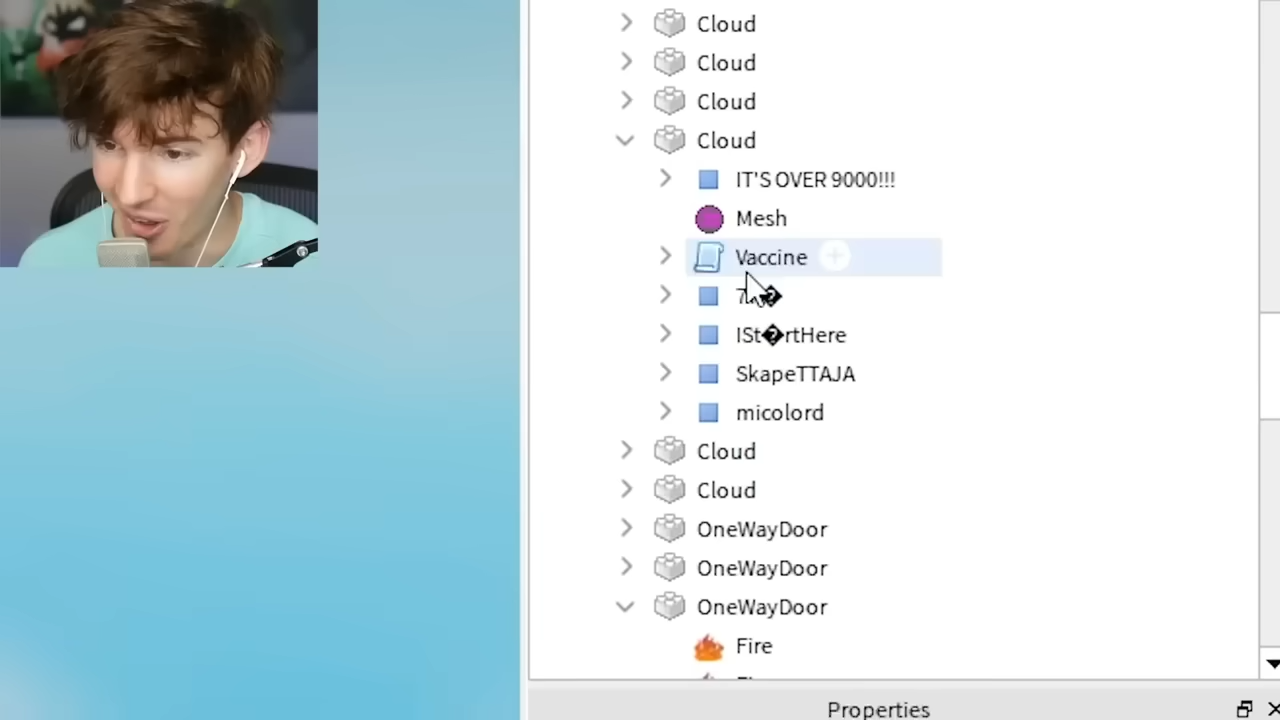 Cloud
Cloud
Cloud
Cloud
IT'S OVER 9000!!!
Mesh
Vaccine
ISt�rtHere
SkapeTTAJA
micolord
Cloud
Cloud
OneWayDoor
OneWayDoor
OneWayDoor
Fire
Properties